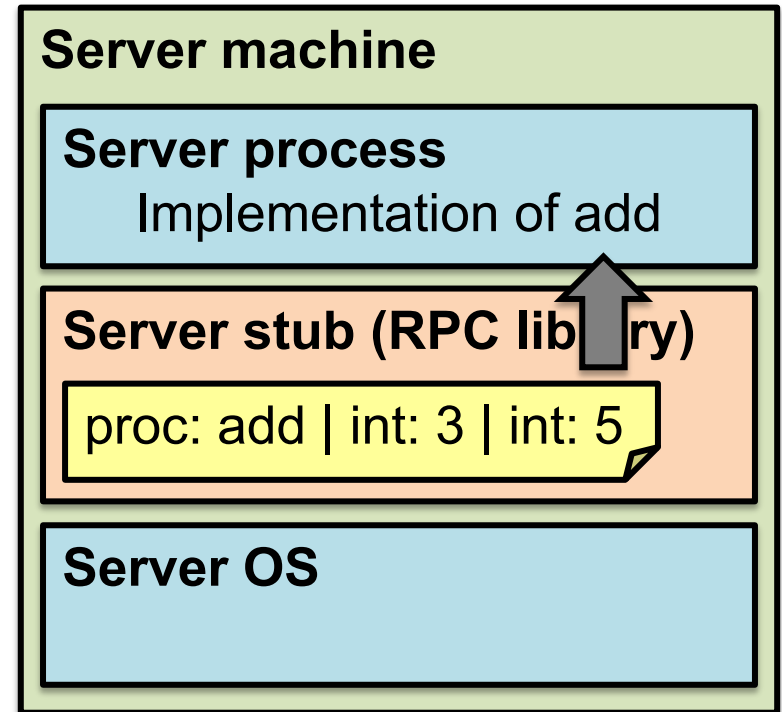 Server machine
Server process
Implementation of add
Server stub (RPC lib ry)
proc: add | int: 3 | int: 5
Server OS